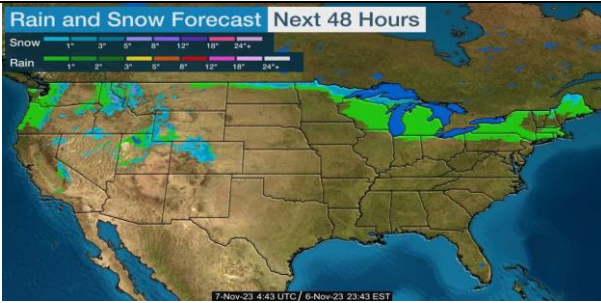 Rain and Snow Forecast Next 48 Hours
Snow 1" 3" 5" 8" 12" 18" 24"+
Rain 1" 2" 3" 5" 8" 12" 18" 24"+
7-Nov-23 4:43 UTC / 6-Nov-23 23:43 EST